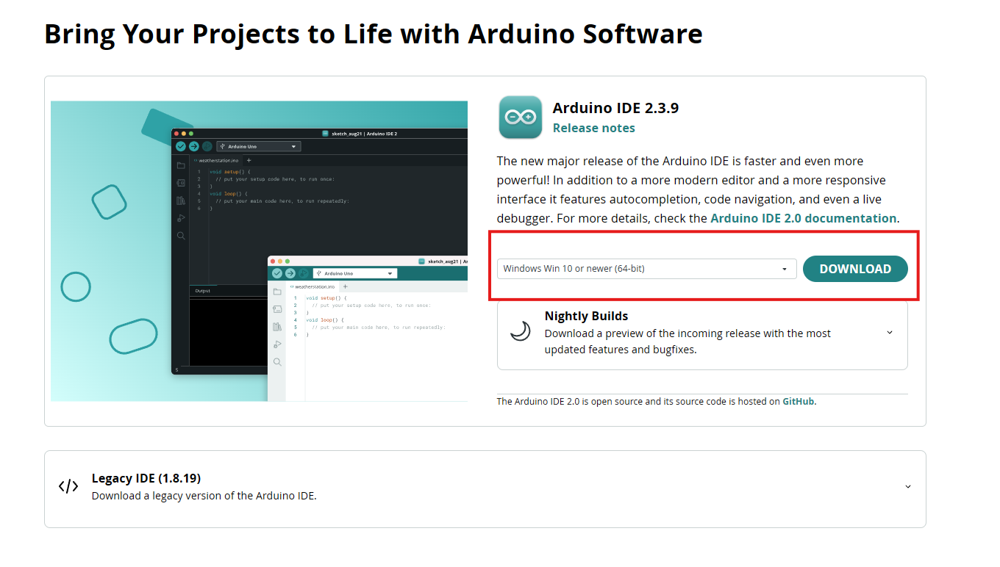 Bring Your Projects to Life with Arduino Software
sketch_aug21 | Arduino IDE 2
Arduino Uno
weatherstation.ino
1 void setup() {
2 // put your setup code here, to run once:
3 }
4 void loop() {
5 // put your main code here, to run repeatedly:
6 }
Output
5
sketch_aug21 | Ar
Arduino Uno
weatherstation.ino
1 void setup() {
2 // put your setup code here, to run once:
3 }
4 void loop() {
5 // put your main code here, to run repeatedly:
6 }
Arduino IDE 2.3.9
Release notes
The new major release of the Arduino IDE is faster and even more
powerful! In addition to a more modern editor and a more responsive
interface it features autocompletion, code navigation, and even a live
debugger. For more details, check the Arduino IDE 2.0 documentation.
Windows Win 10 or newer (64-bit)
DOWNLOAD
Nightly Builds
Download a preview of the incoming release with the most
updated features and bugfixes.
The Arduino IDE 2.0 is open source and its source code is hosted on GitHub.
Legacy IDE (1.8.19)
Download a legacy version of the Arduino IDE.